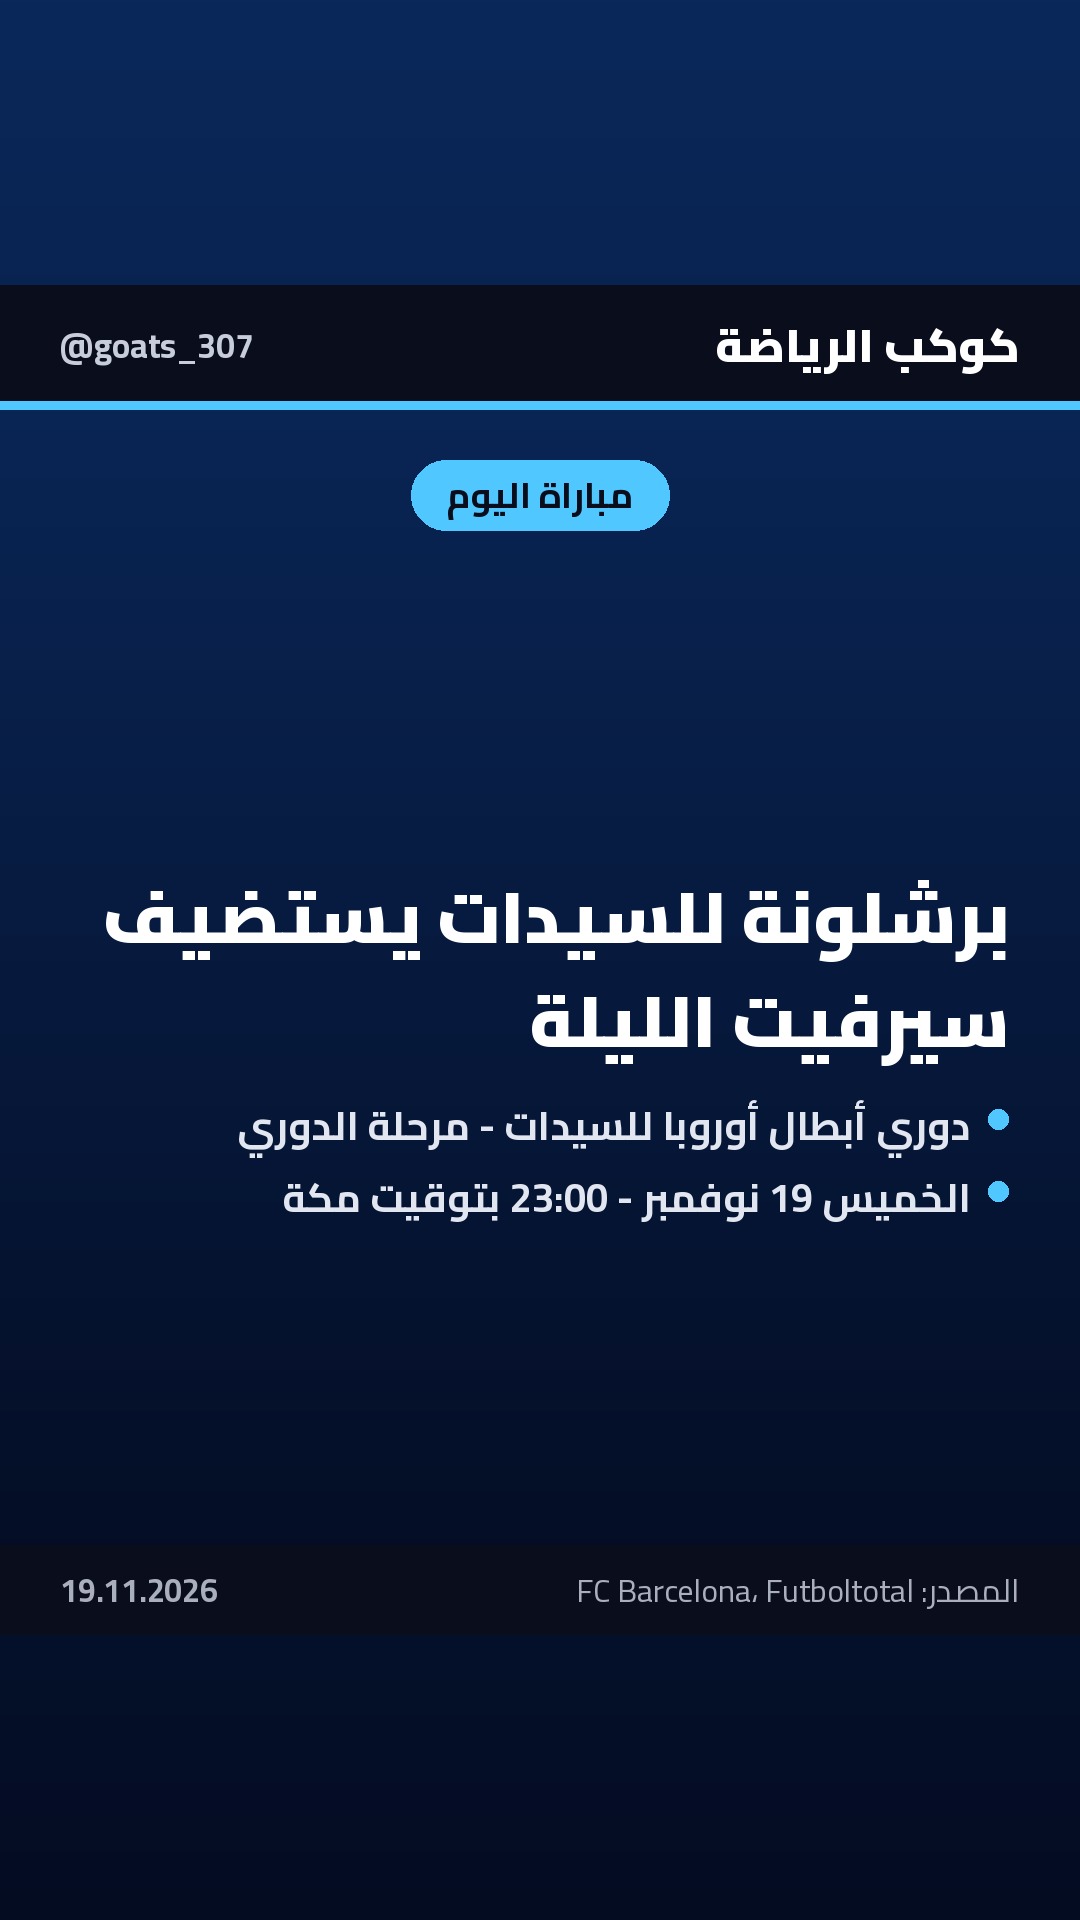 كوكب الرياضة
@goats_307
مباراة اليوم
برشلونة للسيدات يستضيف
سيرفيت الليلة
دوري أبطال أوروبا للسيدات - مرحلة الدوري
الخميس 19 نوفمبر - 23:00 بتوقيت مكة
المصدر: FC Barcelona، Futboltotal
19.11.2026